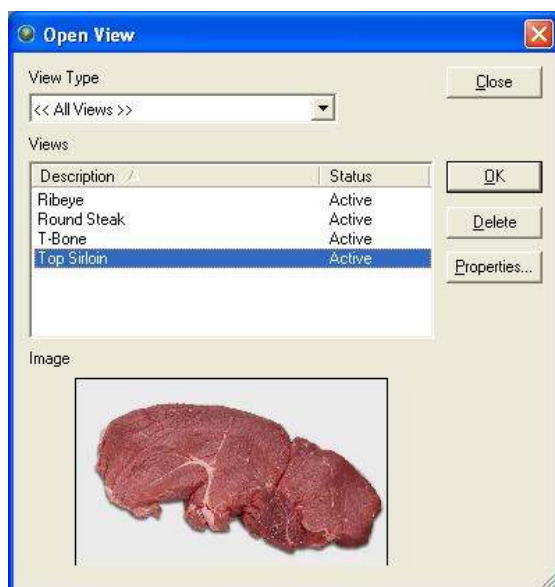 Open View
View Type
Close
<< All Views >>
Views
Description Status
OK
Ribeye Active
Round Steak Active
Delete
T-Bone Active
Top Sirloin Active
Properties...
Image